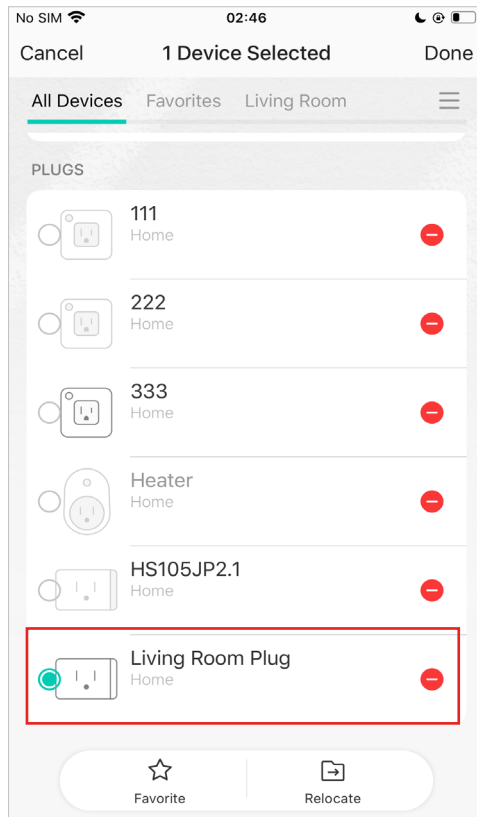 No SIM 02:46
Cancel 1 Device Selected Done
All Devices Favorites Living Room
PLUGS
111
Home
222
Home
333
Home
Heater
Home
HS105JP2.1
Home
Living Room Plug
Home
Favorite Relocate